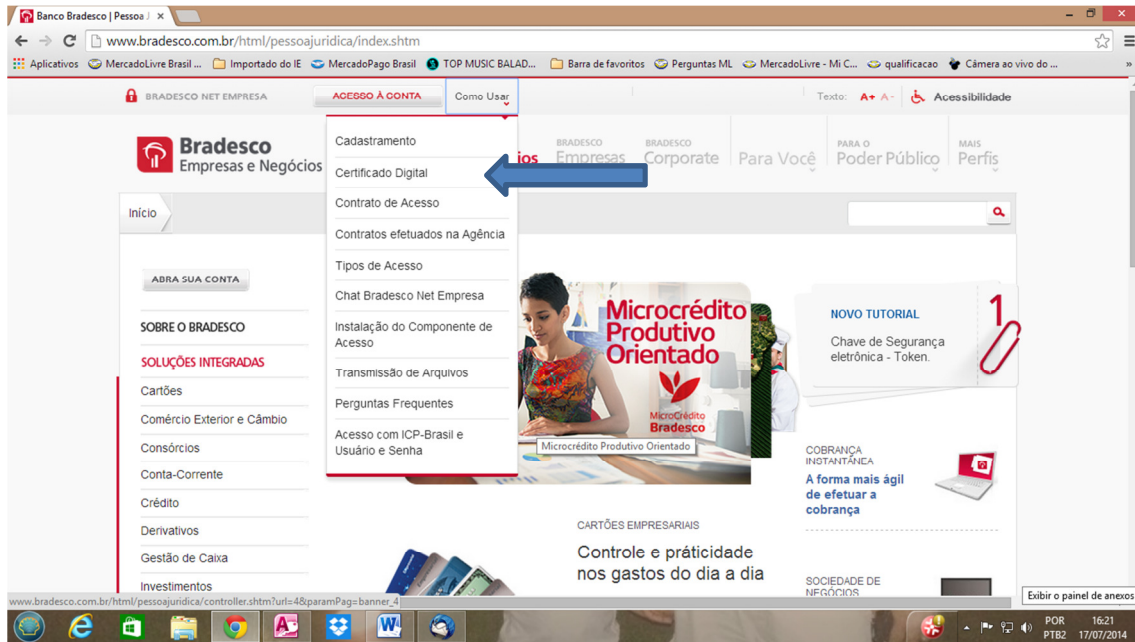 Banco Bradesco | Pessoa J
www.bradesco.com.br/html/pessoajuridica/index.shtm
Aplicativos
MercadoLivre Brasil ...
Importado do IE
MercadoPago Brasil
TOP MUSIC BALAD...
Barra de favoritos
Perguntas ML
MercadoLivre - Mi C...
qualificacao
Câmera ao vivo do ...
»
BRADESCO NET EMPRESA
ACESSO À CONTA
Como Usar
Texto: A+ A-
Acessibilidade
Bradesco
Empresas e Negócios
ios
BRADESCO
Empresas
BRADESCO
Corporate
Para Você
PARA O
Poder Público
MAIS
Perfis
Cadastramento
Certificado Digital
Contrato de Acesso
Contratos efetuados na Agência
Tipos de Acesso
Chat Bradesco Net Empresa
Instalação do Componente de
Acesso
Transmissão de Arquivos
Perguntas Frequentes
Acesso com ICP-Brasil e
Usuário e Senha
Início
ABRA SUA CONTA
SOBRE O BRADESCO
SOLUÇÕES INTEGRADAS
Cartões
Comércio Exterior e Câmbio
Consórcios
Conta-Corrente
Crédito
Derivativos
Gestão de Caixa
Investimentos
Microcrédito
Produtivo
Orientado
MicroCrédito
Bradesco
Microcrédito Produtivo Orientado
NOVO TUTORIAL
Chave de Segurança
eletrônica - Token.
1
COBRANÇA
INSTANTÂNEA
A forma mais ágil
de efetuar a
cobrança
CARTÕES EMPRESARIAIS
Controle e práticidade
nos gastos do dia a dia
SOCIEDADE DE
NEGÓCIOS
www.bradesco.com.br/html/pessoajuridica/controller.shtm?url=4&paramPag=banner_4
Exibir o painel de anexos
POR
PTB2
16:21
17/07/2014